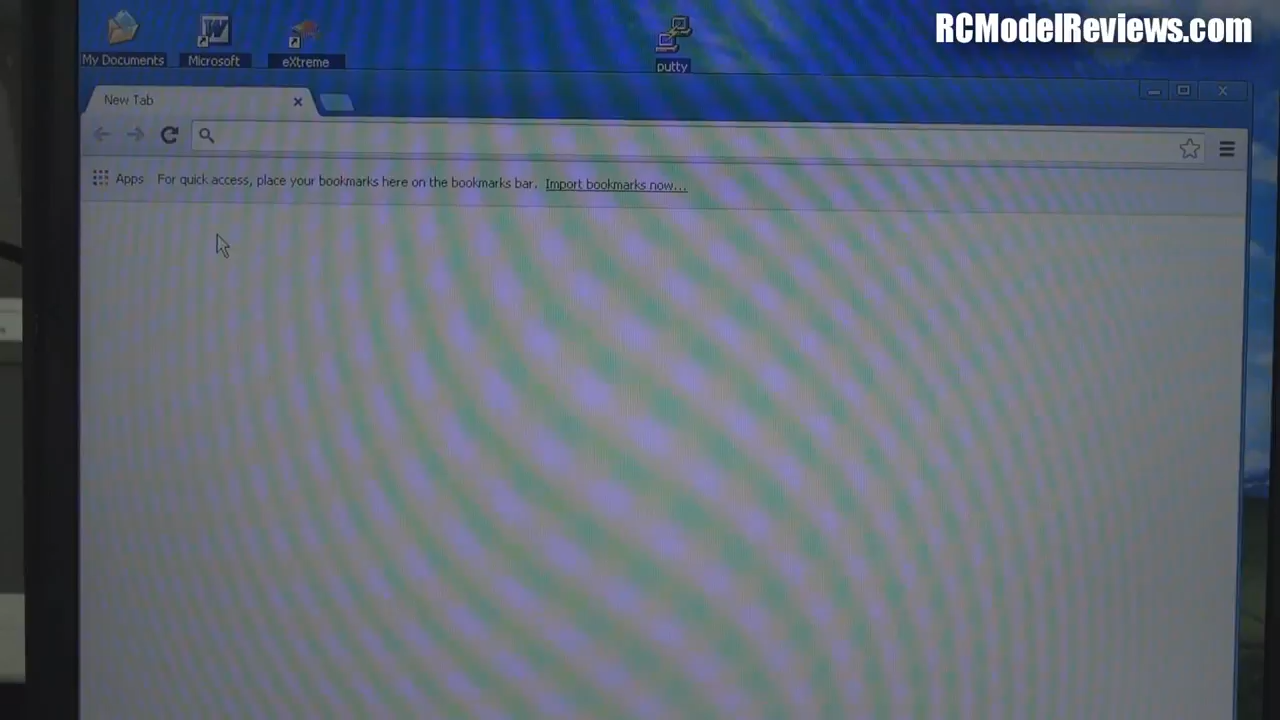 RCModelReviews.com
My Documents
Microsoft
eXtreme
putty
New Tab
Apps For quick access, place your bookmarks here on the bookmarks bar. Import bookmarks now...